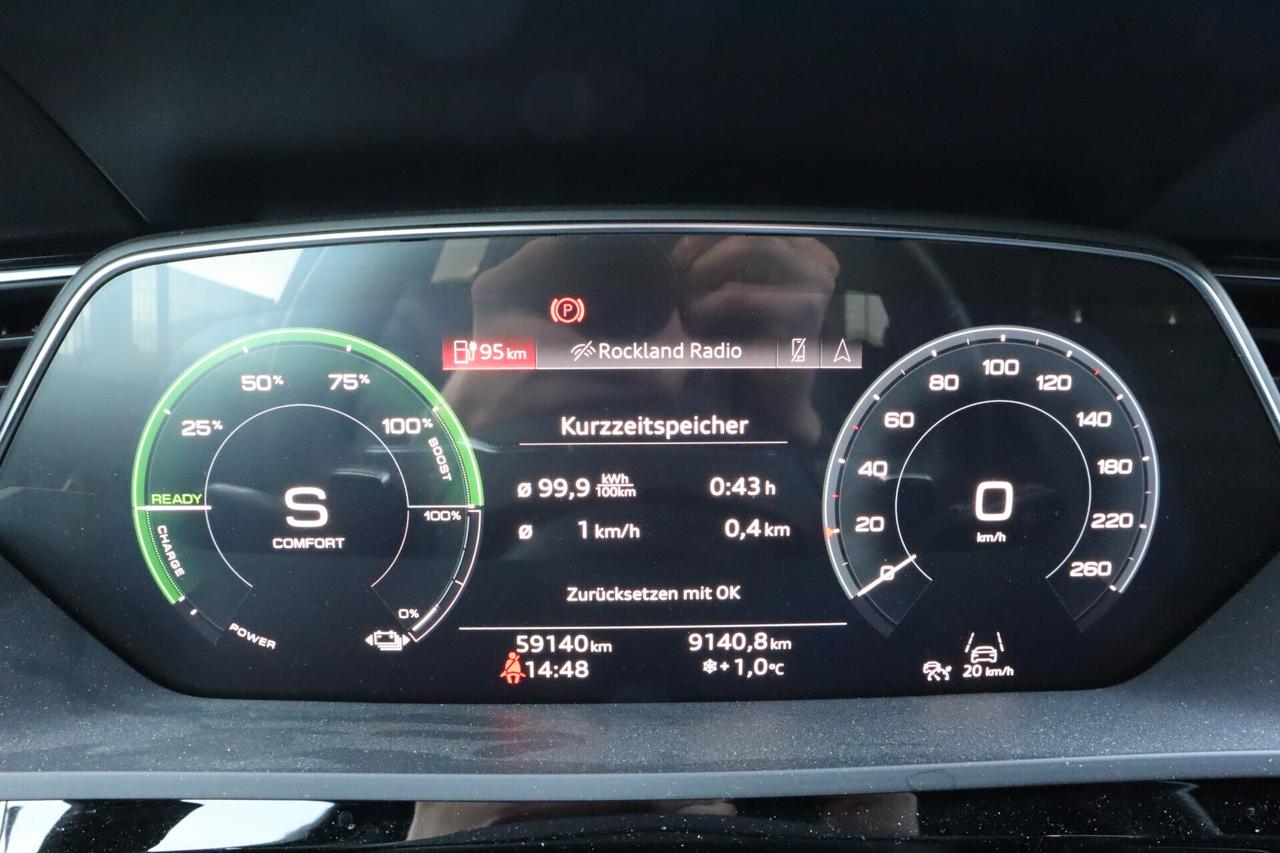 P
95 km Rockland Radio
Kurzzeitspeicher
ø 99,9 kWh/100km 0:43 h
ø 1 km/h 0,4 km
Zurücksetzen mit OK
59140 km 9140,8 km
14:48 +1,0°C
25% 50% 75% 100%
BOOST
READY
S
COMFORT
100%
CHARGE
0%
POWER
0 20 40 60 80 100 120 140 180 220 260
0
km/h
20 km/h